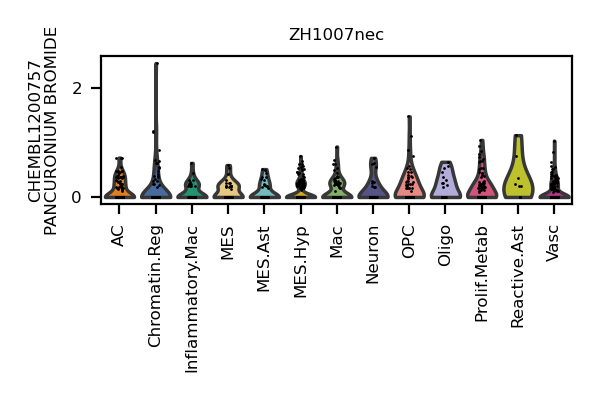 ZH1007nec
CHEMBL1200757
PANCURONIUM BROMIDE
2
0
AC
Chromatin.Reg
Inflammatory.Mac
MES
MES.Ast
MES.Hyp
Mac
Neuron
OPC
Oligo
Prolif.Metab
Reactive.Ast
Vasc